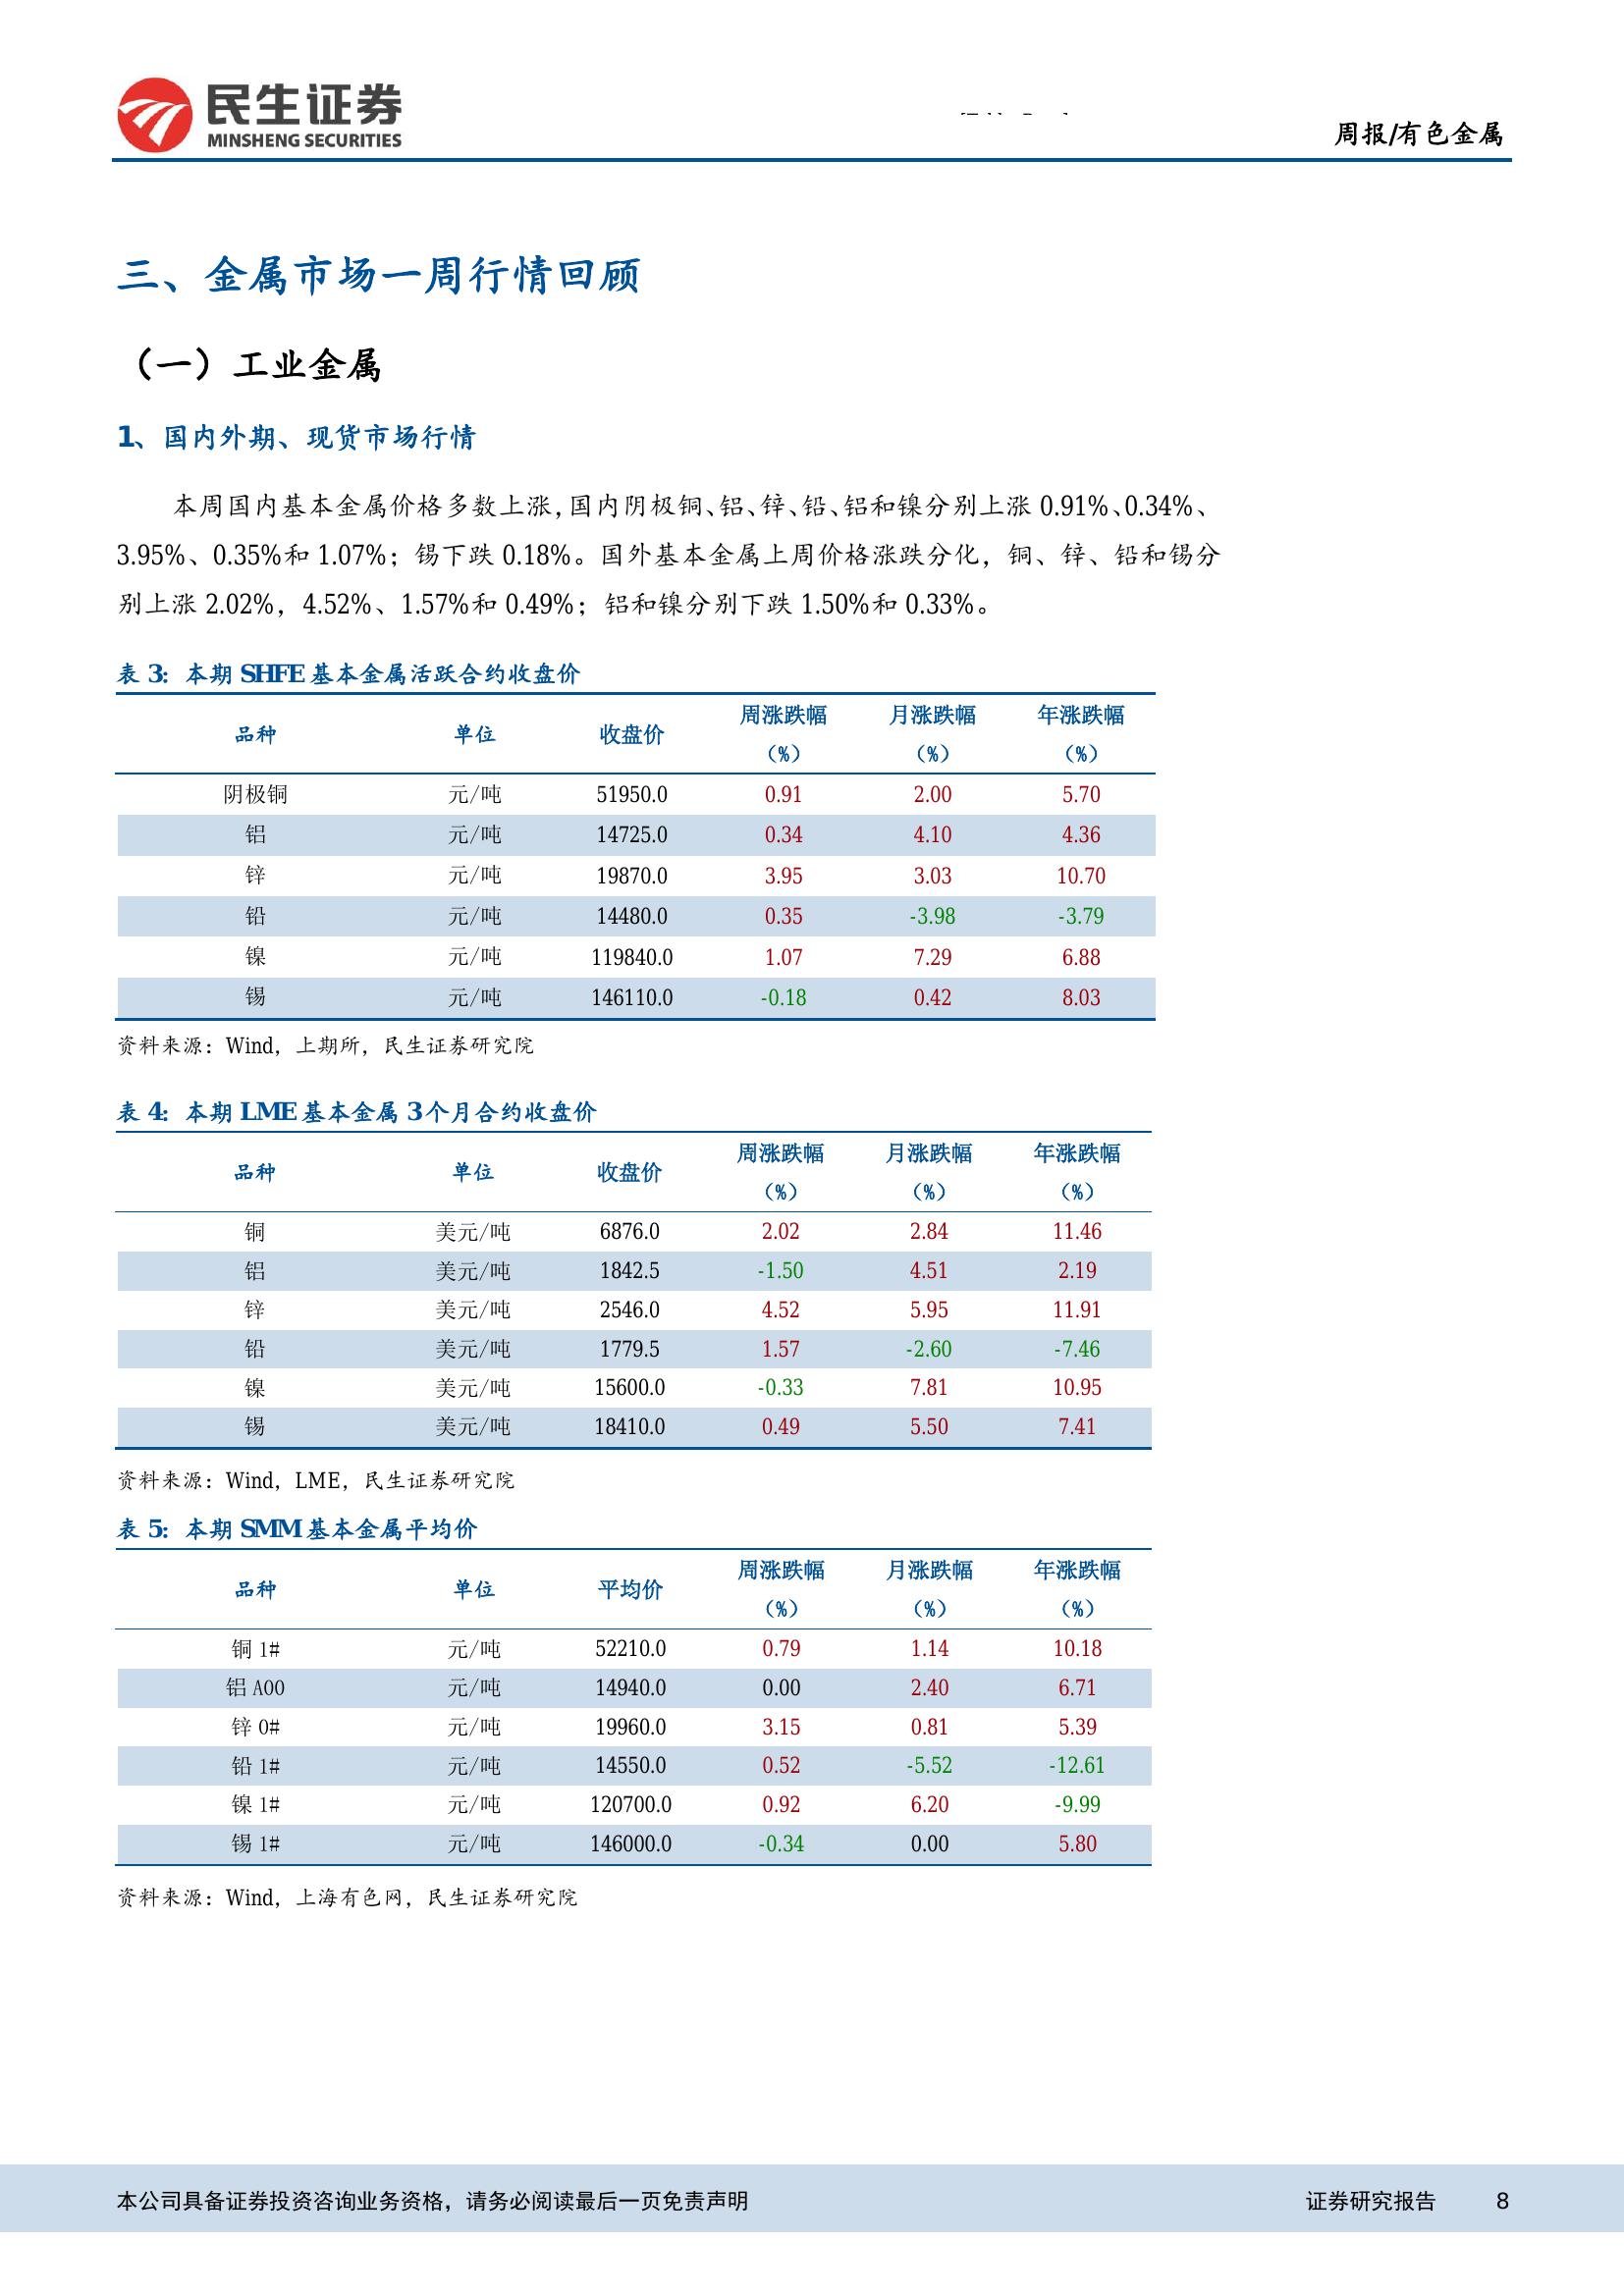 民生证券
MINSHENG SECURITIES
周报/有色金属
三、金属市场一周行情回顾
（一）工业金属
1、国内外期、现货市场行情
本周国内基本金属价格多数上涨，国内阴极铜、铝、锌、铅、铝和镍分别上涨 0.91%、0.34%、
3.95%、0.35%和 1.07%；锡下跌 0.18%。国外基本金属上周价格涨跌分化，铜、锌、铅和锡分
别上涨 2.02%，4.52%、1.57%和 0.49%；铝和镍分别下跌 1.50%和 0.33%。
表 3：本期 SHFE 基本金属活跃合约收盘价
品种 单位 收盘价 周涨跌幅（%） 月涨跌幅（%） 年涨跌幅（%）
阴极铜 元/吨 51950.0 0.91 2.00 5.70
铝 元/吨 14725.0 0.34 4.10 4.36
锌 元/吨 19870.0 3.95 3.03 10.70
铅 元/吨 14480.0 0.35 -3.98 -3.79
镍 元/吨 119840.0 1.07 7.29 6.88
锡 元/吨 146110.0 -0.18 0.42 8.03
资料来源：Wind，上期所，民生证券研究院
表 4：本期 LME 基本金属 3 个月合约收盘价
品种 单位 收盘价 周涨跌幅（%） 月涨跌幅（%） 年涨跌幅（%）
铜 美元/吨 6876.0 2.02 2.84 11.46
铝 美元/吨 1842.5 -1.50 4.51 2.19
锌 美元/吨 2546.0 4.52 5.95 11.91
铅 美元/吨 1779.5 1.57 -2.60 -7.46
镍 美元/吨 15600.0 -0.33 7.81 10.95
锡 美元/吨 18410.0 0.49 5.50 7.41
资料来源：Wind，LME，民生证券研究院
表 5：本期 SMM 基本金属平均价
品种 单位 平均价 周涨跌幅（%） 月涨跌幅（%） 年涨跌幅（%）
铜 1# 元/吨 52210.0 0.79 1.14 10.18
铝 A00 元/吨 14940.0 0.00 2.40 6.71
锌 0# 元/吨 19960.0 3.15 0.81 5.39
铅 1# 元/吨 14550.0 0.52 -5.52 -12.61
镍 1# 元/吨 120700.0 0.92 6.20 -9.99
锡 1# 元/吨 146000.0 -0.34 0.00 5.80
资料来源：Wind，上海有色网，民生证券研究院
本公司具备证券投资咨询业务资格，请务必阅读最后一页免责声明 证券研究报告 8